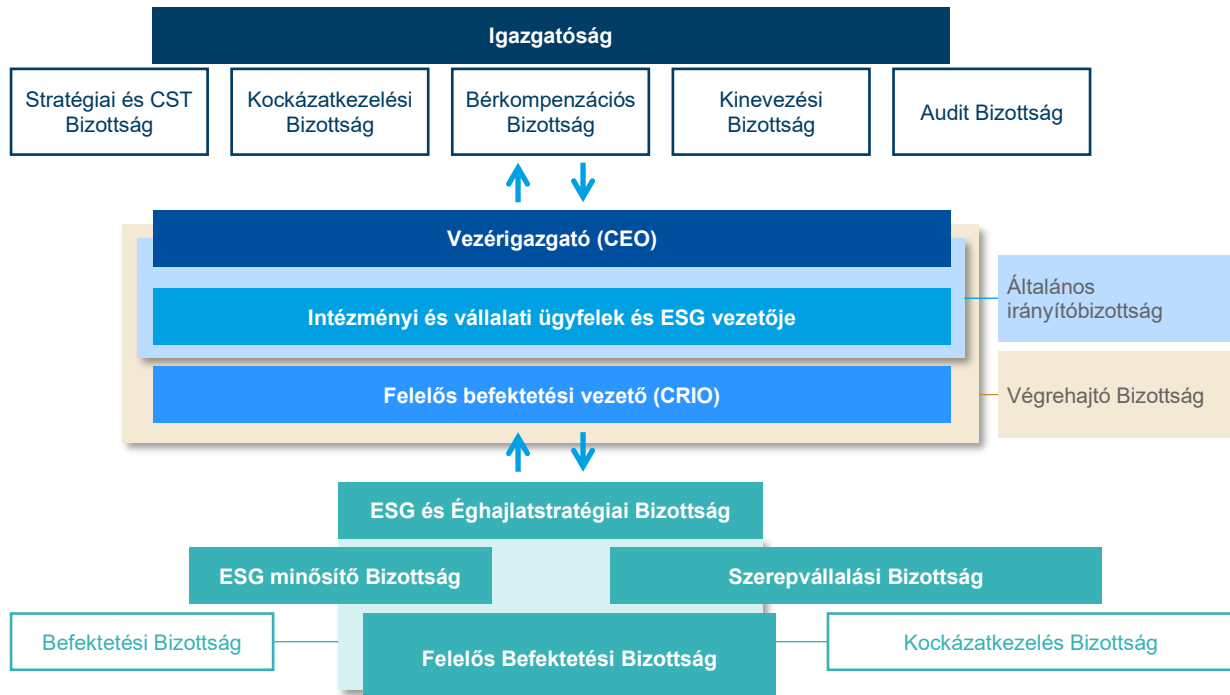 Igazgatóság
Stratégiai és CST
Bizottság
Kockázatkezelési
Bizottság
Bérkompenzációs
Bizottság
Kinevezési
Bizottság
Audit Bizottság
Vezérigazgató (CEO)
Intézményi és vállalati ügyfelek és ESG vezetője
Általános
irányítóbizottság
Felelős befektetési vezető (CRIO)
Végrehajtó Bizottság
ESG és Éghajlatstratégiai Bizottság
ESG minősítő Bizottság
Szerepvállalási Bizottság
Befektetési Bizottság
Felelős Befektetési Bizottság
Kockázatkezelés Bizottság